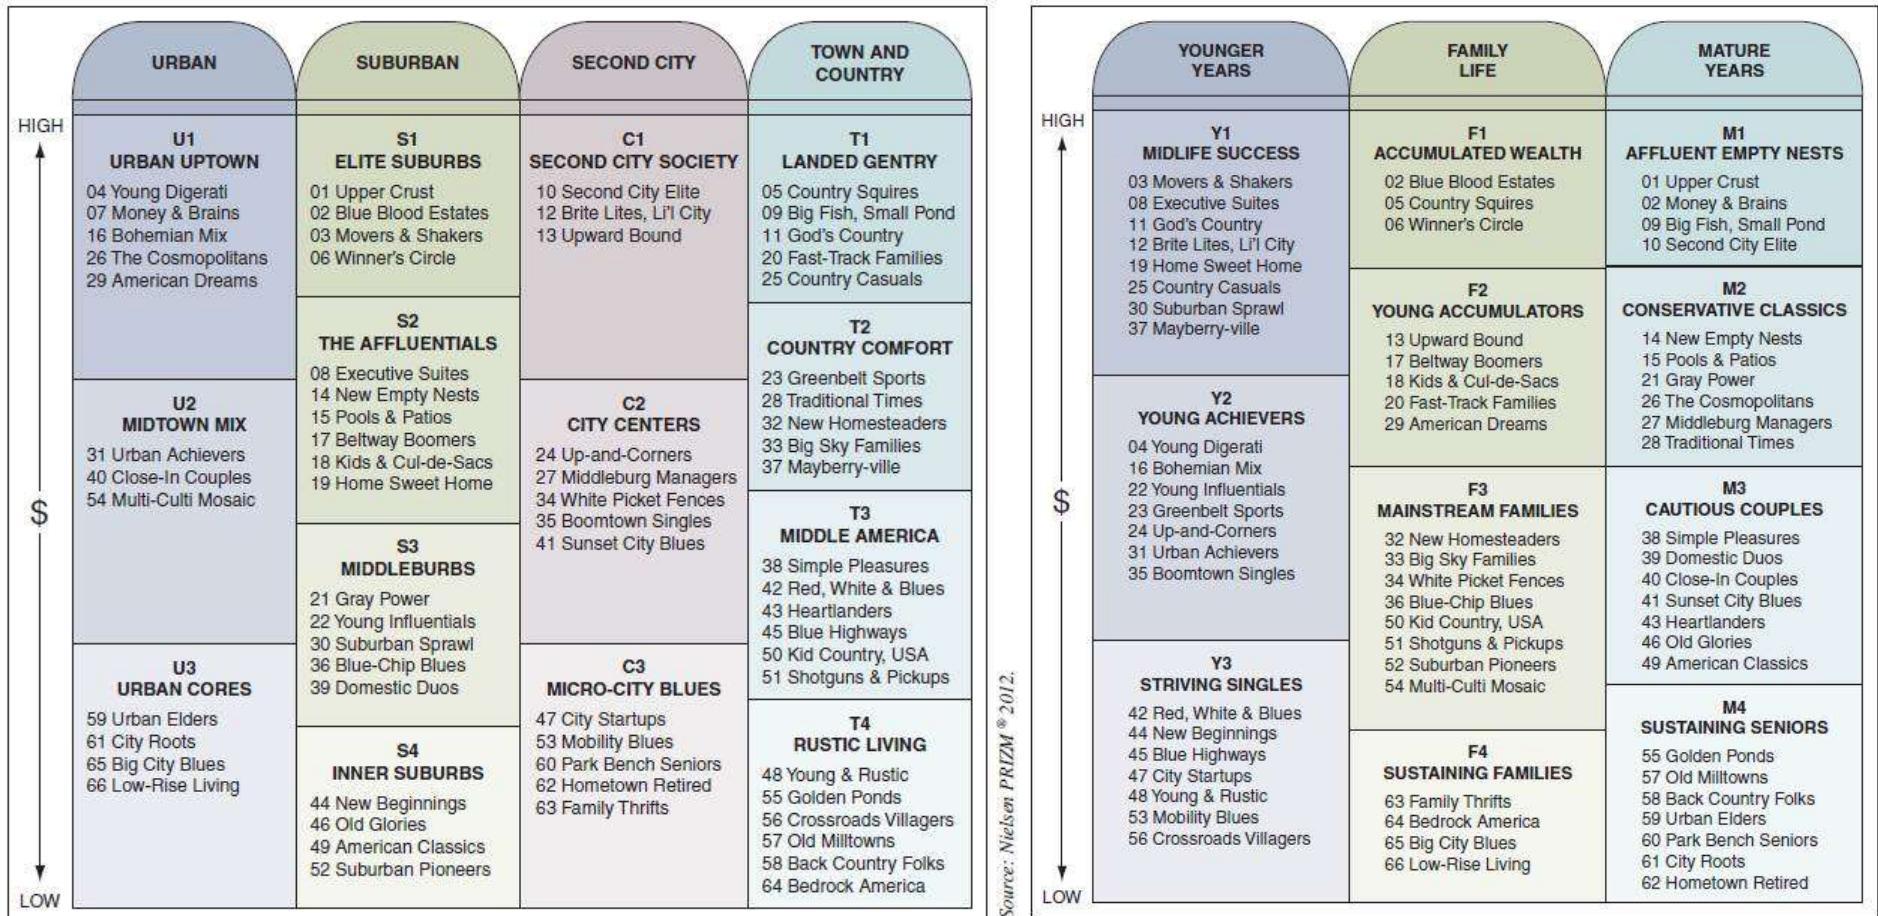 URBAN
SUBURBAN
SECOND CITY
TOWN AND
COUNTRY
HIGH
$
LOW
U1
URBAN UPTOWN
04 Young Digerati
07 Money & Brains
16 Bohemian Mix
26 The Cosmopolitans
29 American Dreams
U2
MIDTOWN MIX
31 Urban Achievers
40 Close-In Couples
54 Multi-Culti Mosaic
U3
URBAN CORES
59 Urban Elders
61 City Roots
65 Big City Blues
66 Low-Rise Living
S1
ELITE SUBURBS
01 Upper Crust
02 Blue Blood Estates
03 Movers & Shakers
06 Winner's Circle
S2
THE AFFLUENTIALS
08 Executive Suites
14 New Empty Nests
15 Pools & Patios
17 Beltway Boomers
18 Kids & Cul-de-Sacs
19 Home Sweet Home
S3
MIDDLEBURBS
21 Gray Power
22 Young Influentials
30 Suburban Sprawl
36 Blue-Chip Blues
39 Domestic Duos
S4
INNER SUBURBS
44 New Beginnings
46 Old Glories
49 American Classics
52 Suburban Pioneers
C1
SECOND CITY SOCIETY
10 Second City Elite
12 Brite Lites, Li'l City
13 Upward Bound
C2
CITY CENTERS
24 Up-and-Corners
27 Middleburg Managers
34 White Picket Fences
35 Boomtown Singles
41 Sunset City Blues
C3
MICRO-CITY BLUES
47 City Startups
53 Mobility Blues
60 Park Bench Seniors
62 Hometown Retired
63 Family Thrifts
T1
LANDED GENTRY
05 Country Squires
09 Big Fish, Small Pond
11 God's Country
20 Fast-Track Families
25 Country Casuals
T2
COUNTRY COMFORT
23 Greenbelt Sports
28 Traditional Times
32 New Homesteaders
33 Big Sky Families
37 Mayberry-ville
T3
MIDDLE AMERICA
38 Simple Pleasures
42 Red, White & Blues
43 Heartlanders
45 Blue Highways
50 Kid Country, USA
51 Shotguns & Pickups
T4
RUSTIC LIVING
48 Young & Rustic
55 Golden Ponds
56 Crossroads Villagers
57 Old Milltowns
58 Back Country Folks
64 Bedrock America
Source: Nielsen PRIZM ® 2012.
YOUNGER
YEARS
FAMILY
LIFE
MATURE
YEARS
HIGH
$
LOW
Y1
MIDLIFE SUCCESS
03 Movers & Shakers
08 Executive Suites
11 God's Country
12 Brite Lites, Li'l City
19 Home Sweet Home
25 Country Casuals
30 Suburban Sprawl
37 Mayberry-ville
Y2
YOUNG ACHIEVERS
04 Young Digerati
16 Bohemian Mix
22 Young Influentials
23 Greenbelt Sports
24 Up-and-Corners
31 Urban Achievers
35 Boomtown Singles
Y3
STRIVING SINGLES
42 Red, White & Blues
44 New Beginnings
45 Blue Highways
47 City Startups
48 Young & Rustic
53 Mobility Blues
56 Crossroads Villagers
F1
ACCUMULATED WEALTH
02 Blue Blood Estates
05 Country Squires
06 Winner's Circle
F2
YOUNG ACCUMULATORS
13 Upward Bound
17 Beltway Boomers
18 Kids & Cul-de-Sacs
20 Fast-Track Families
29 American Dreams
F3
MAINSTREAM FAMILIES
32 New Homesteaders
33 Big Sky Families
34 White Picket Fences
36 Blue-Chip Blues
50 Kid Country, USA
51 Shotguns & Pickups
52 Suburban Pioneers
54 Multi-Culti Mosaic
F4
SUSTAINING FAMILIES
63 Family Thrifts
64 Bedrock America
65 Big City Blues
66 Low-Rise Living
M1
AFFLUENT EMPTY NESTS
01 Upper Crust
02 Money & Brains
09 Big Fish, Small Pond
10 Second City Elite
M2
CONSERVATIVE CLASSICS
14 New Empty Nests
15 Pools & Patios
21 Gray Power
26 The Cosmopolitans
27 Middleburg Managers
28 Traditional Times
M3
CAUTIOUS COUPLES
38 Simple Pleasures
39 Domestic Duos
40 Close-In Couples
41 Sunset City Blues
43 Heartlanders
46 Old Glories
49 American Classics
M4
SUSTAINING SENIORS
55 Golden Ponds
57 Old Milltowns
58 Back Country Folks
59 Urban Elders
60 Park Bench Seniors
61 City Roots
62 Hometown Retired